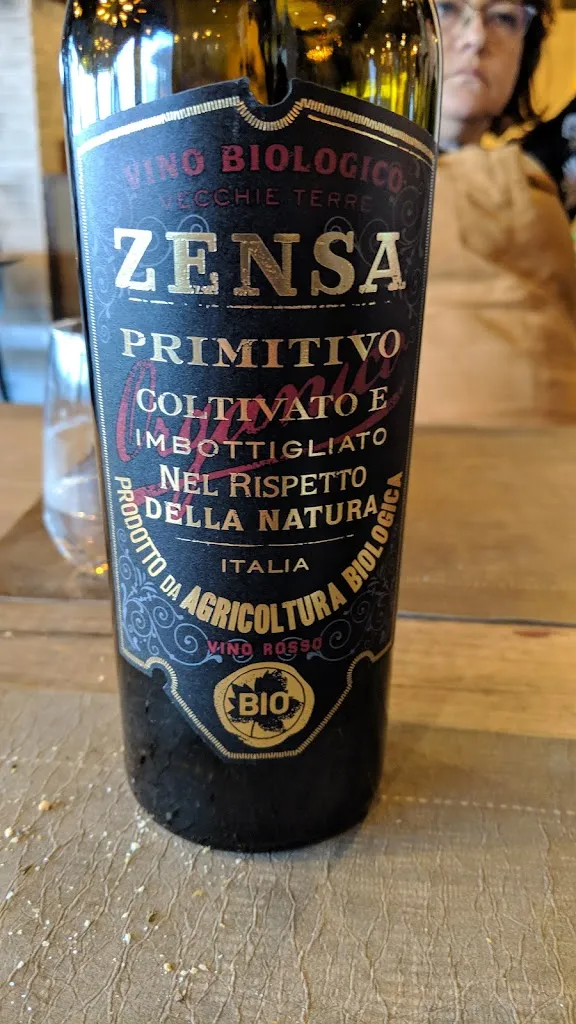 VINO BIOLOGICO
VECCHIE TERRE
ZENSA
PRIMITIVO
Organico
COLTIVATO E
IMBOTTIGLIATO
NEL RISPETTO
DELLA NATURA
ITALIA
PRODOTTO DA AGRICOLTURA BIOLOGICA
VINO ROSSO
BIO